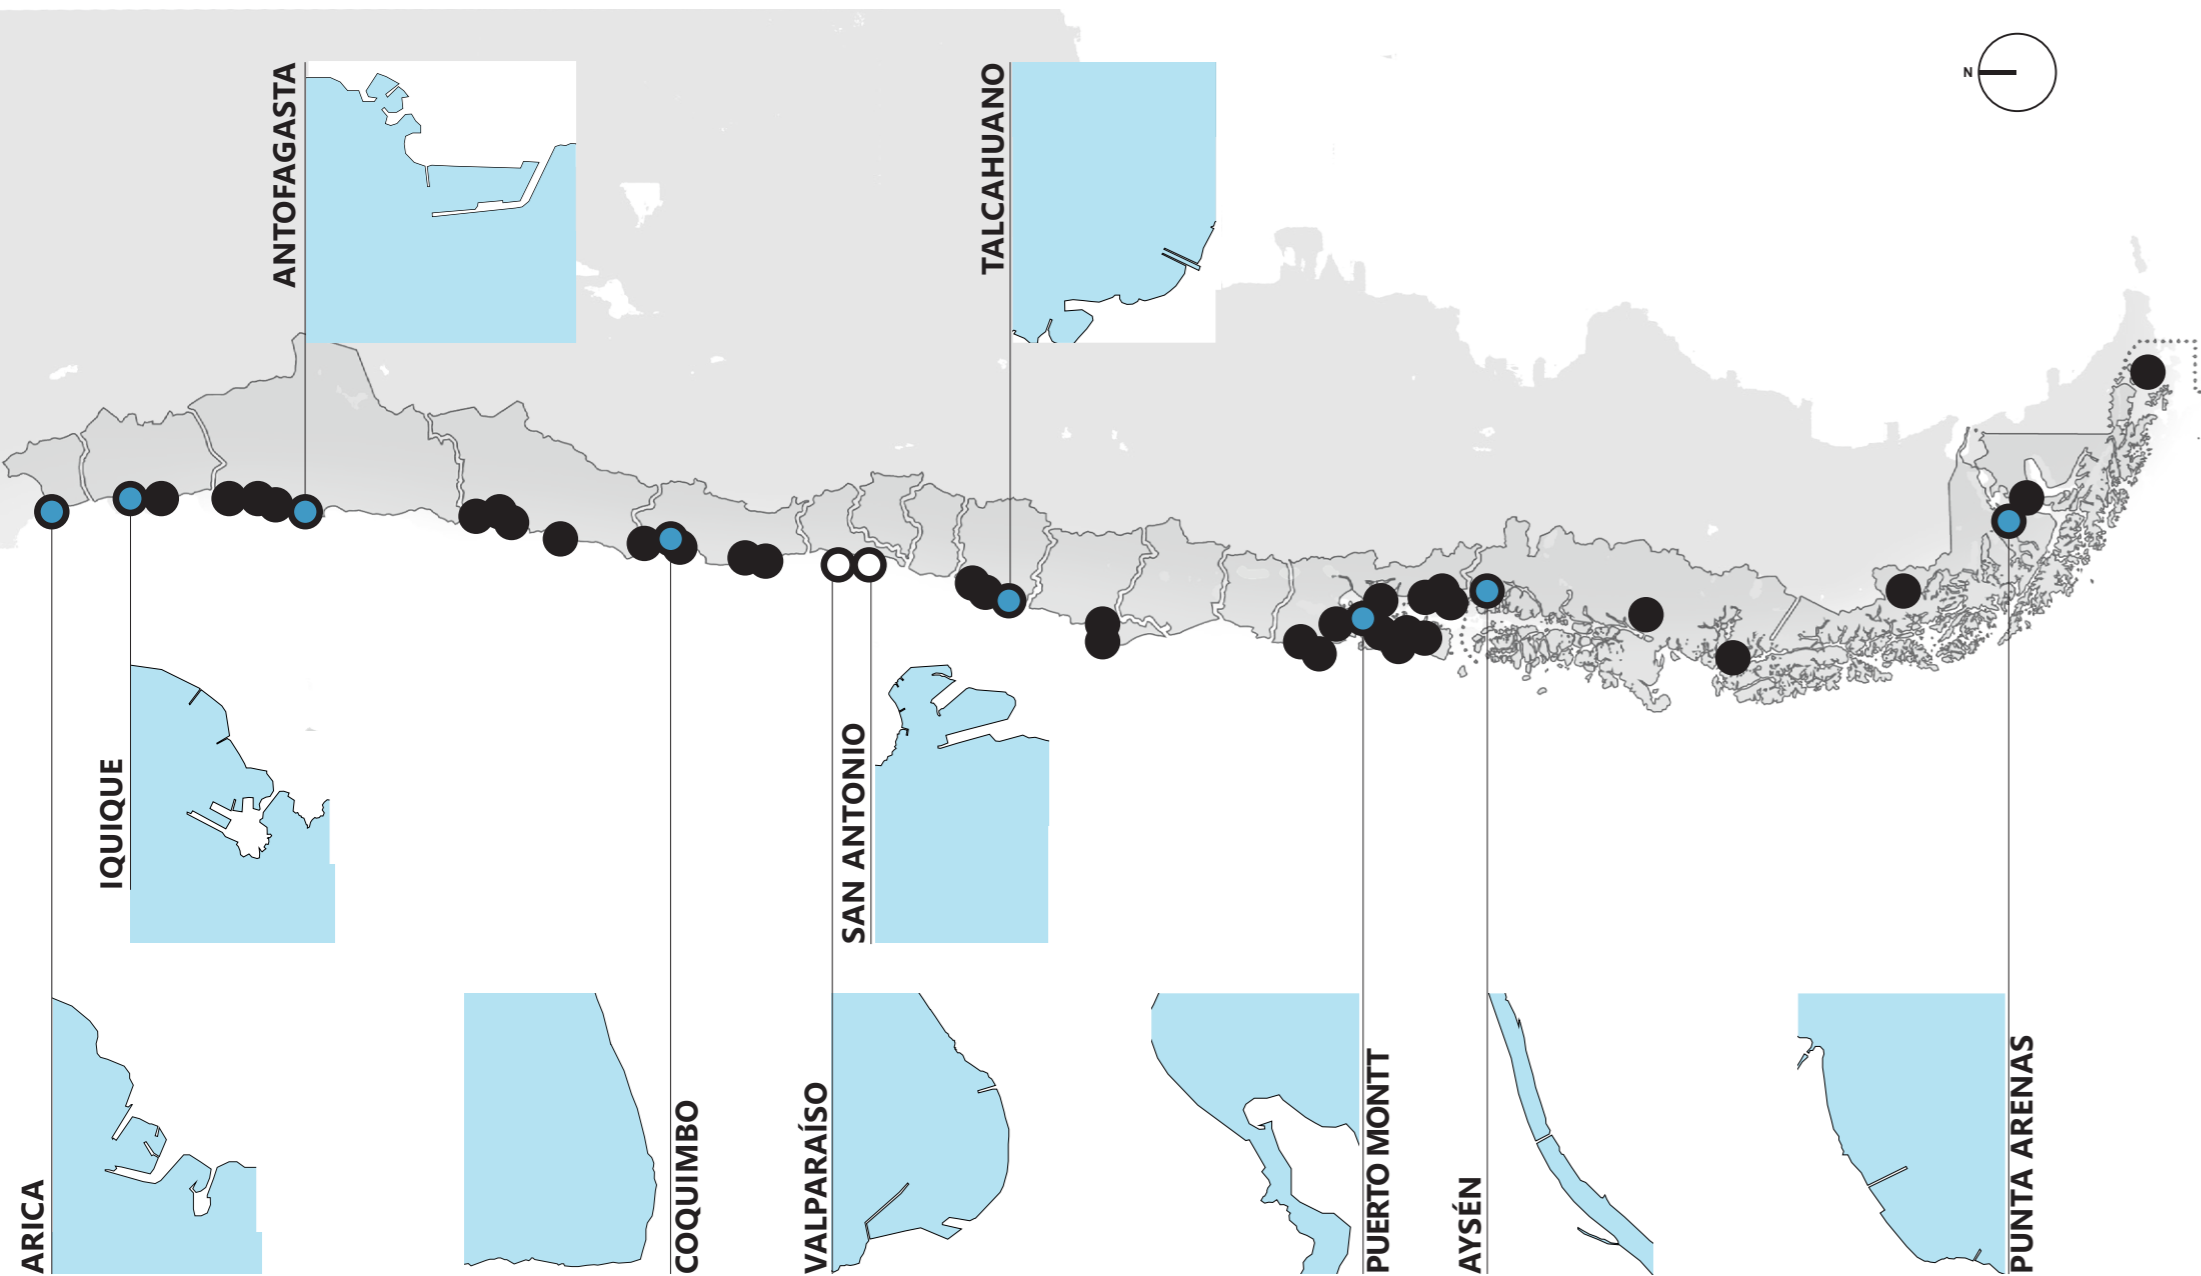 ANTOFAGASTA
TALCAHUANO
N
IQUIQUE
SAN ANTONIO
ARICA
COQUIMBO
VALPARAÍSO
PUERTO MONTT
AYSÉN
PUNTA ARENAS